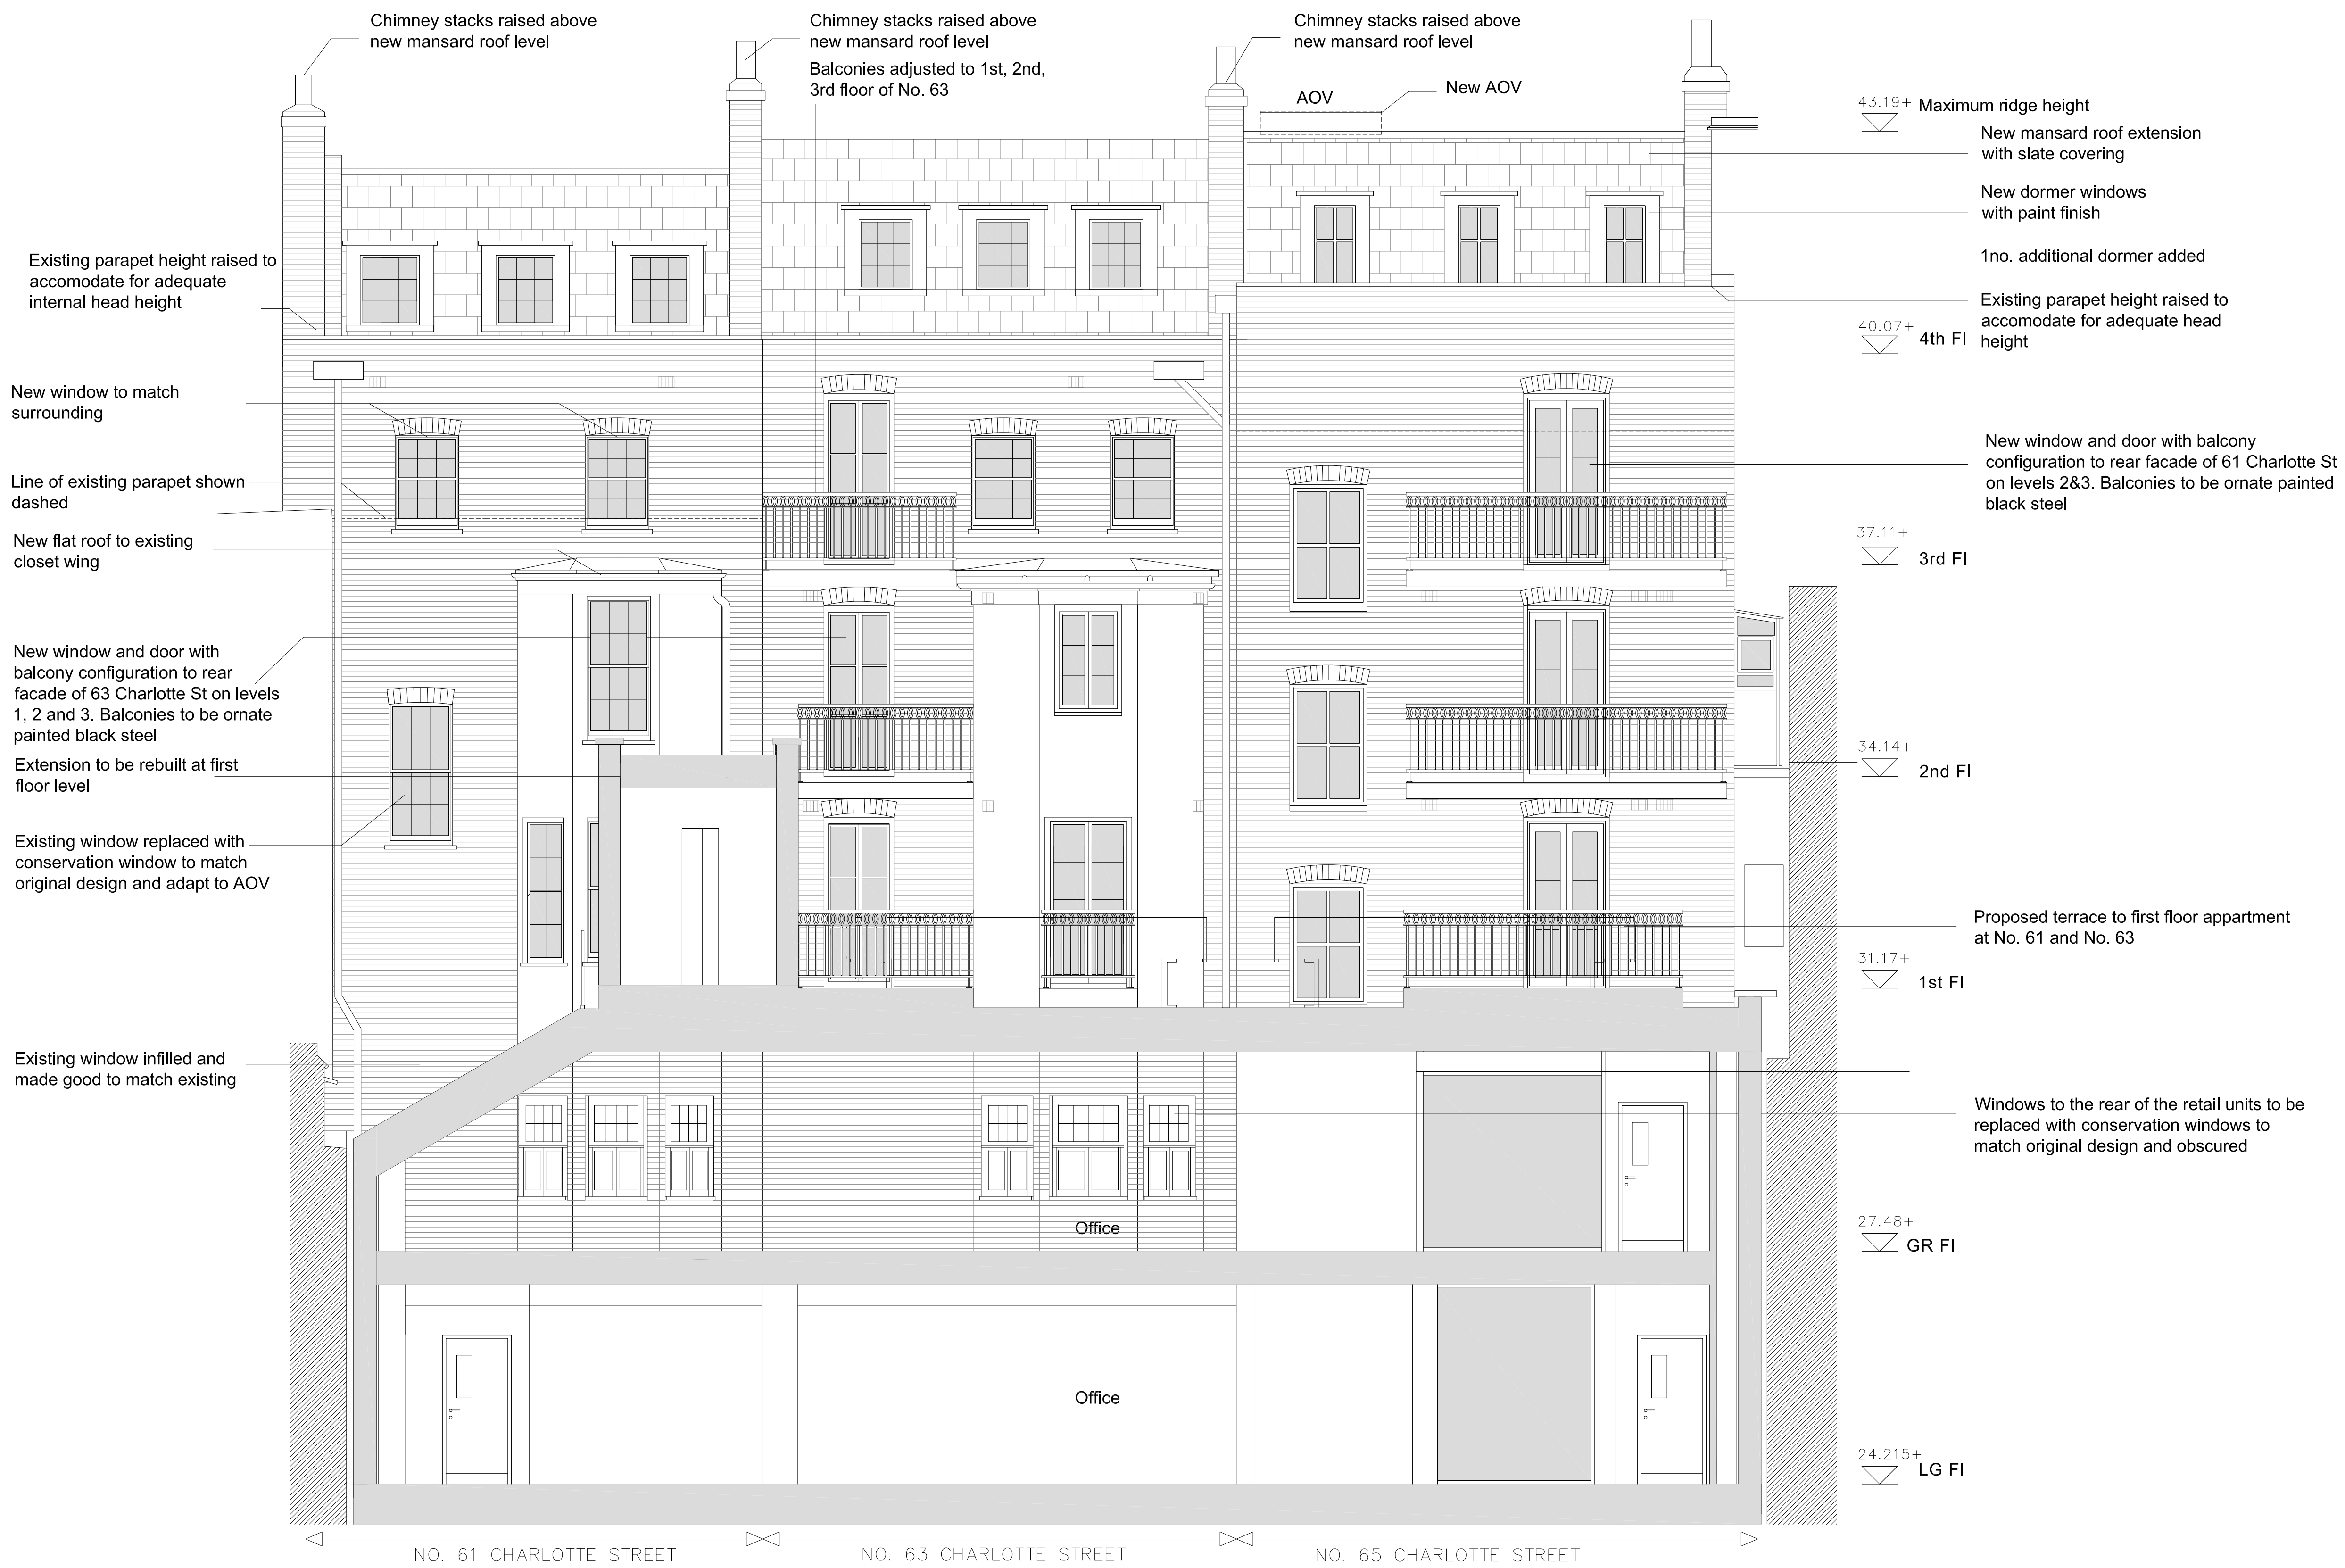 Chimney stacks raised above
new mansard roof level
Chimney stacks raised above
new mansard roof level
Balconies adjusted to 1st, 2nd,
3rd floor of No. 63
Chimney stacks raised above
new mansard roof level
AOV
New AOV
43.19+ Maximum ridge height
New mansard roof extension
with slate covering
New dormer windows
with paint finish
1no. additional dormer added
Existing parapet height raised to
accomodate for adequate head
height
40.07+
4th Fl
New window and door with balcony
configuration to rear facade of 61 Charlotte St
on levels 2&3. Balconies to be ornate painted
black steel
37.11+
3rd Fl
34.14+
2nd Fl
Proposed terrace to first floor appartment
at No. 61 and No. 63
31.17+
1st Fl
Windows to the rear of the retail units to be
replaced with conservation windows to
match original design and obscured
27.48+
GR Fl
24.215+
LG Fl
Existing parapet height raised to
accomodate for adequate
internal head height
New window to match
surrounding
Line of existing parapet shown
dashed
New flat roof to existing
closet wing
New window and door with
balcony configuration to rear
facade of 63 Charlotte St on levels
1, 2 and 3. Balconies to be ornate
painted black steel
Extension to be rebuilt at first
floor level
Existing window replaced with
conservation window to match
original design and adapt to AOV
Existing window infilled and
made good to match existing
Office
Office
NO. 61 CHARLOTTE STREET
NO. 63 CHARLOTTE STREET
NO. 65 CHARLOTTE STREET